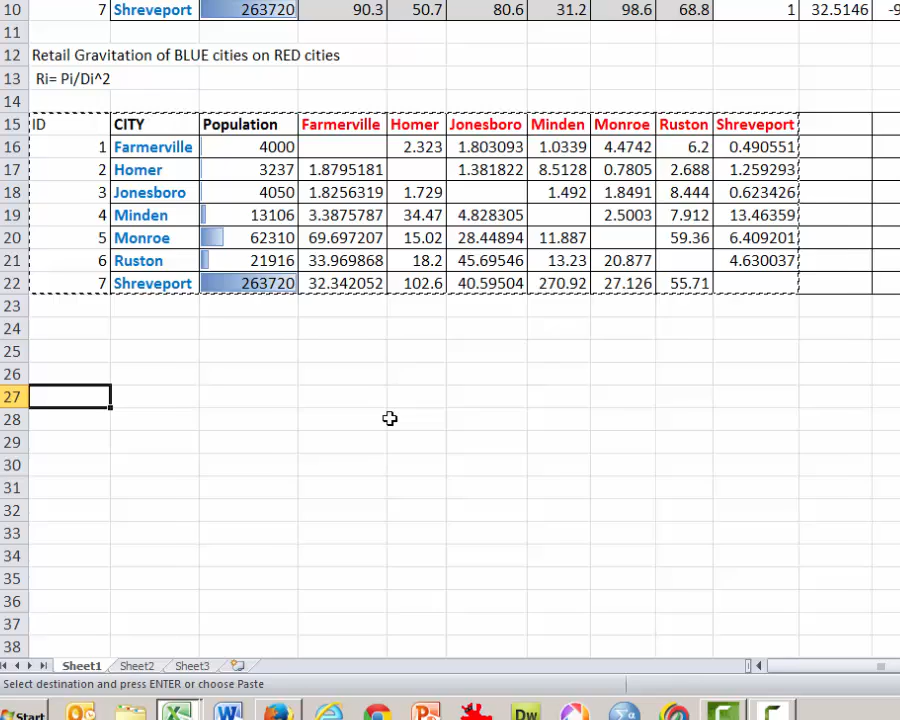 10 7 Shreveport 263720 90.3 50.7 80.6 31.2 98.6 68.8 1 32.5146 -9
11
12 Retail Gravitation of BLUE cities on RED cities
13 Ri= Pi/Di^2
14
15 ID CITY Population Farmerville Homer Jonesboro Minden Monroe Ruston Shreveport
16 1 Farmerville 4000 2.323 1.803093 1.0339 4.4742 6.2 0.490551
17 2 Homer 3237 1.8795181 1.381822 8.5128 0.7805 2.688 1.259293
18 3 Jonesboro 4050 1.8256319 1.729 1.492 1.8491 8.444 0.623426
19 4 Minden 13106 3.3875787 34.47 4.828305 2.5003 7.912 13.46359
20 5 Monroe 62310 69.697207 15.02 28.44894 11.887 59.36 6.409201
21 6 Ruston 21916 33.969868 18.2 45.69546 13.23 20.877 4.630037
22 7 Shreveport 263720 32.342052 102.6 40.59504 270.92 27.126 55.71
23
24
25
26
27
28
29
30
31
32
33
34
35
36
37
38
Sheet1 Sheet2 Sheet3
Select destination and press ENTER or choose Paste
Start W P Dw Σα